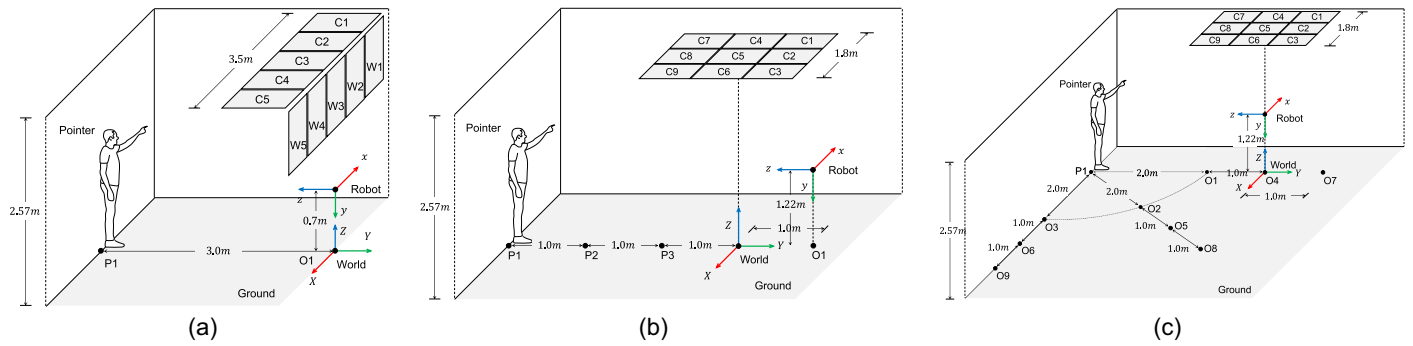 C1
C2
C3
C4
C5
W1
W2
W3
W4
W5
3.5m
Pointer
2.57m
x
Robot
z
y
0.7m
Z
Y
3.0m
P1
O1
World
X
Ground
(a)
C7 C4 C1
C8 C5 C2
C9 C6 C3
1.8m
Pointer
2.57m
x
z
Robot
y
1.22m
Z
1.0m
1.0m 1.0m 1.0m
Y
P1 P2 P3 World O1
X
Ground
(b)
C7 C4 C1
C8 C5 C2
C9 C6 C3
1.8m
Pointer
x
z
Robot
y
1.22m
World
Z
P1 2.0m O1 1.0m Y
X O4 O7
2.0m 2.0m 1.0m
O2
1.0m O3 1.0m O5
1.0m O6 1.0m O8
O9
2.57m
Ground
(c)